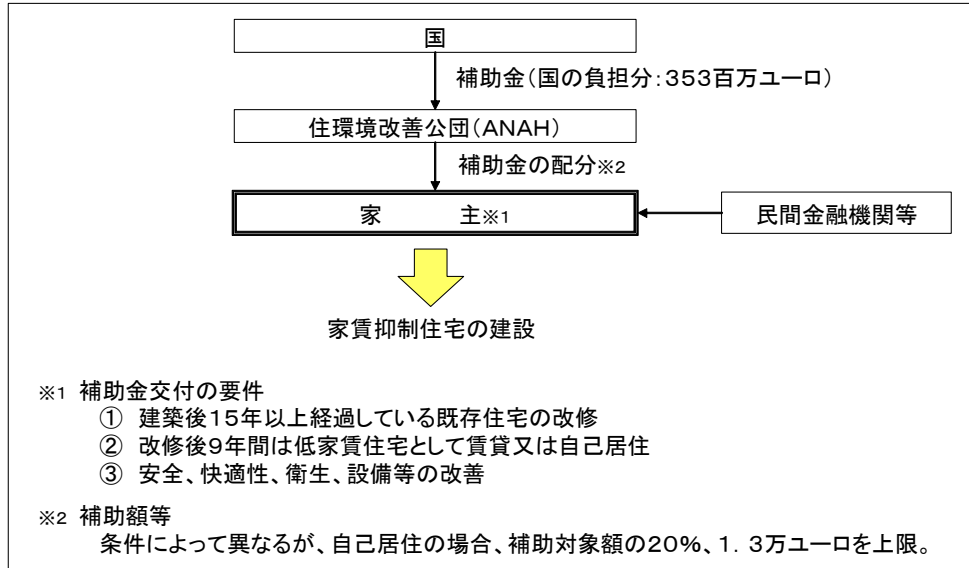 国
補助金(国の負担分:353百万ユーロ)
住環境改善公団(ANAH)
補助金の配分※2
家 主※1
民間金融機関等
家賃抑制住宅の建設
※1 補助金交付の要件
① 建築後15年以上経過している既存住宅の改修
② 改修後9年間は低家賃住宅として賃貸又は自己居住
③ 安全、快適性、衛生、設備等の改善
※2 補助額等
条件によって異なるが、自己居住の場合、補助対象額の20%、1.3万ユーロを上限。